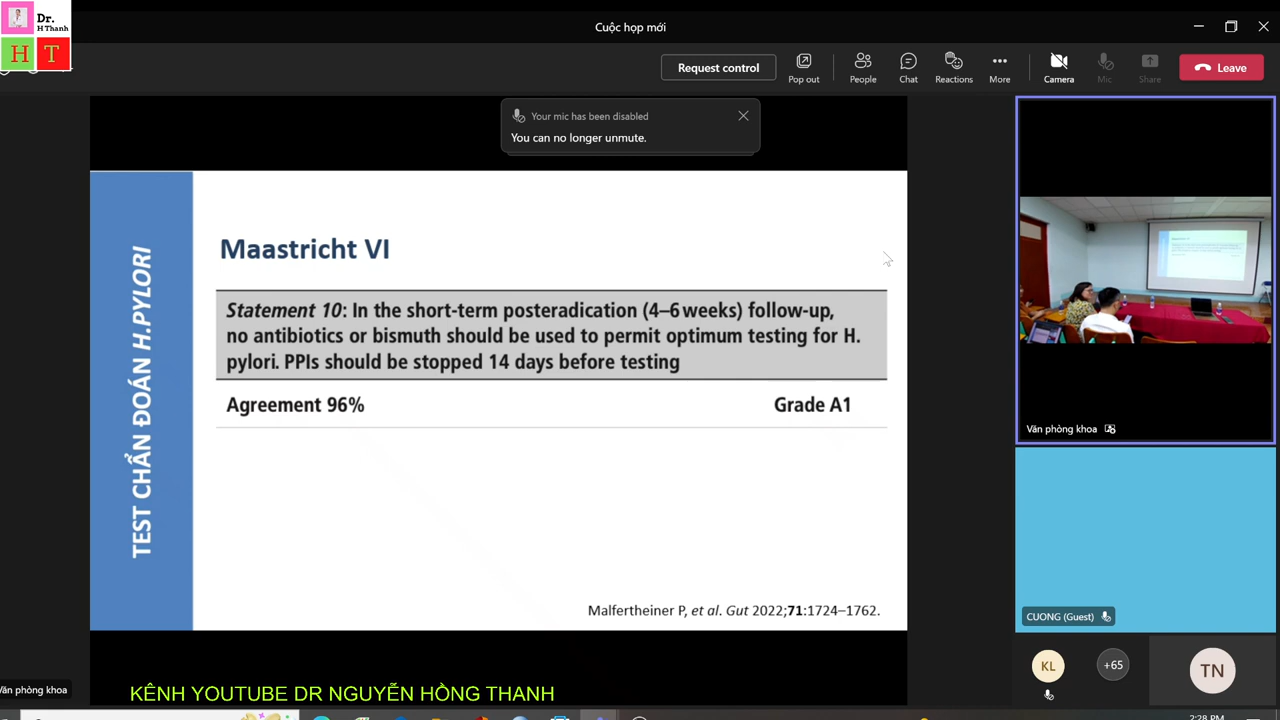 Dr.
H Thanh
H T
Cuộc họp mới
Request control
Pop out
People
Chat
Reactions
More
Camera
Mic
Share
Leave
Your mic has been disabled
You can no longer unmute.
TEST CHẨN ĐOÁN H.PYLORI
Maastricht VI
Statement 10: In the short-term posteradication (4–6 weeks) follow-up,
no antibiotics or bismuth should be used to permit optimum testing for H.
pylori. PPIs should be stopped 14 days before testing
Agreement 96%
Grade A1
Malfertheiner P, et al. Gut 2022;71:1724–1762.
Văn phòng khoa
CUONG (Guest)
KL
+65
TN
Văn phòng khoa
KÊNH YOUTUBE DR NGUYỄN HỒNG THANH
2:28 PM